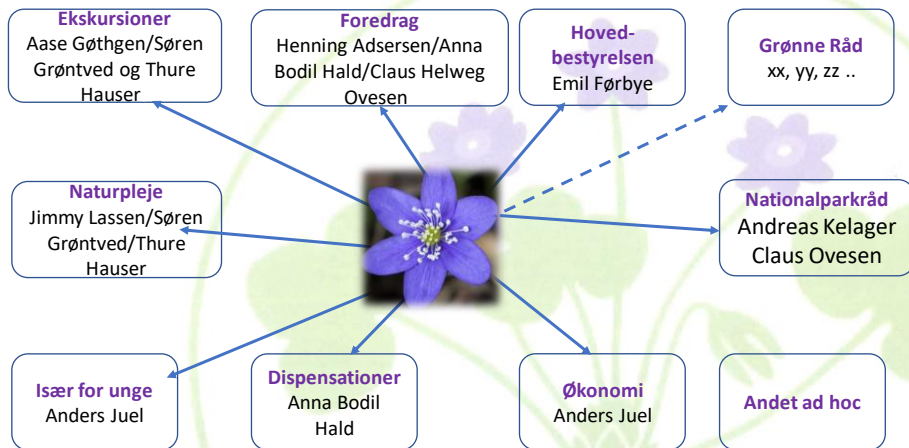 Ekskursioner
Aase Gøthgen/Søren
Grøntved og Thure
Hauser
Foredrag
Henning Adsersen/Anna
Bodil Hald/Claus Helweg
Ovesen
Hoved-
bestyrelsen
Emil Førbye
Grønne Råd
xx, yy, zz ..
Naturpleje
Jimmy Lassen/Søren
Grøntved/Thure
Hauser
Nationalparkråd
Andreas Kelager
Claus Ovesen
Især for unge
Anders Juel
Dispensationer
Anna Bodil
Hald
Økonomi
Anders Juel
Andet ad hoc